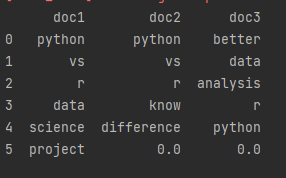 doc1 doc2 doc3
0 python python better
1 vs vs data
2 r r analysis
3 data know r
4 science difference python
5 project 0.0 0.0